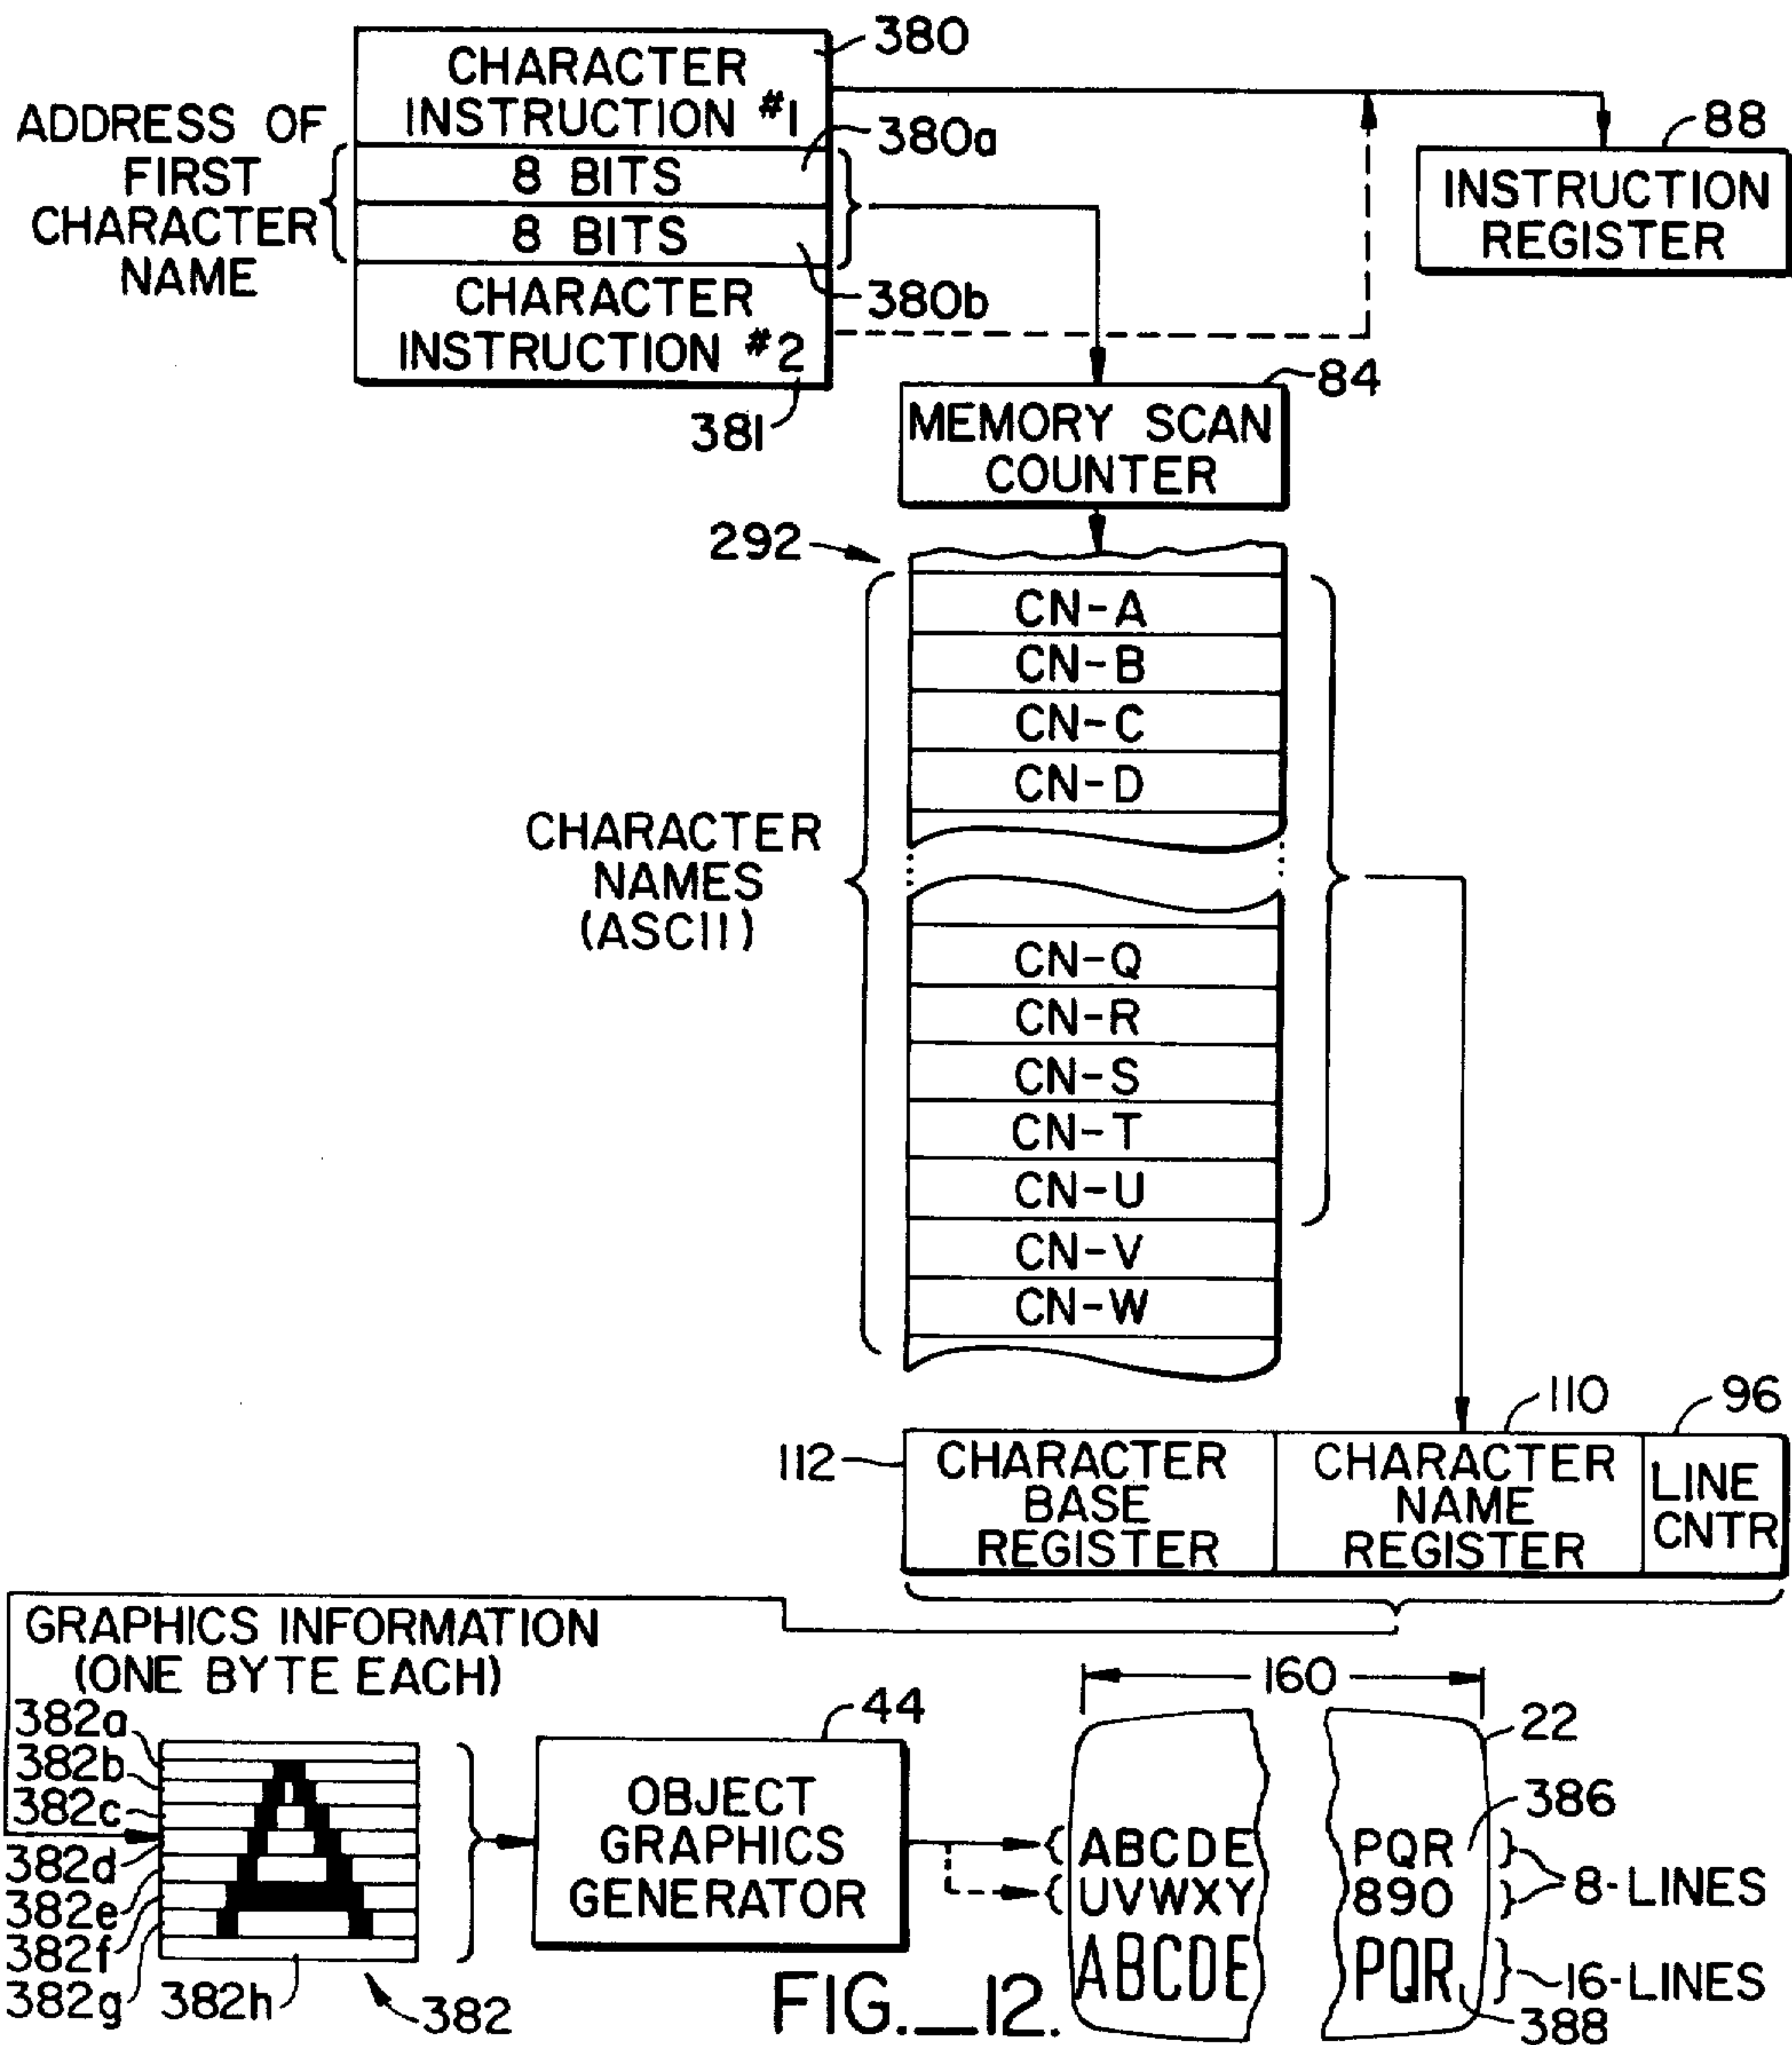 380
CHARACTER
INSTRUCTION #1
ADDRESS OF
FIRST
CHARACTER
NAME
380a
8 BITS
8 BITS
380b
CHARACTER
INSTRUCTION #2
381
88
INSTRUCTION
REGISTER
84
MEMORY SCAN
COUNTER
292
CN-A
CN-B
CN-C
CN-D
CHARACTER
NAMES
(ASCII)
CN-Q
CN-R
CN-S
CN-T
CN-U
CN-V
CN-W
110
96
112
CHARACTER
BASE
REGISTER
CHARACTER
NAME
REGISTER
LINE
CNTR
GRAPHICS INFORMATION
(ONE BYTE EACH)
382a
382b
382c
382d
382e
382f
382g
382h
382
44
OBJECT
GRAPHICS
GENERATOR
160
22
386
ABCDE
PQR
UVWXY
890
8-LINES
ABCDE
PQR
16-LINES
388
FIG._12.